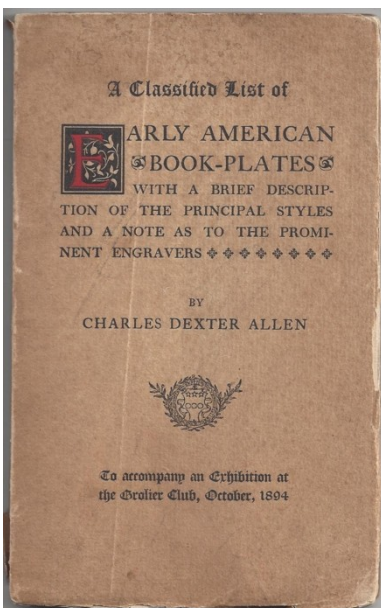 A Classified List of
EARLY AMERICAN
BOOK-PLATES
WITH A BRIEF DESCRIP-
TION OF THE PRINCIPAL STYLES
AND A NOTE AS TO THE PROMI-
NENT ENGRAVERS
BY
CHARLES DEXTER ALLEN
To accompany an Exhibition at
the Grolier Club, October, 1894